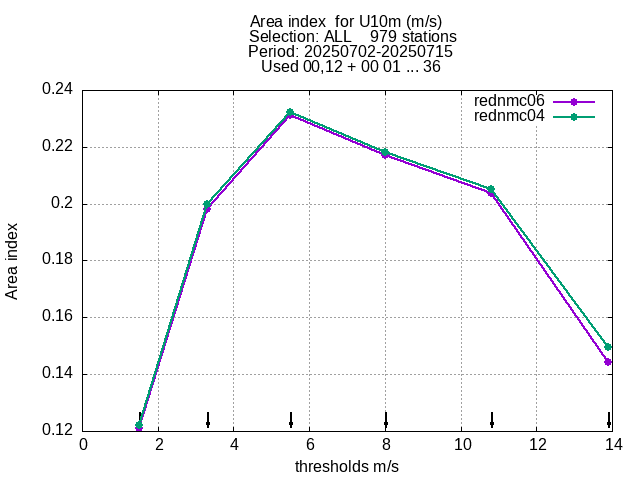 Area index  for U10m (m/s)
Selection: ALL    979 stations
Period: 20250702-20250715
Used 00,12 + 00 01 ... 36
rednmc06
rednmc04
0.24
0.22
0.2
0.18
0.16
0.14
0.12
Area index
0 2 4 6 8 10 12 14
thresholds m/s